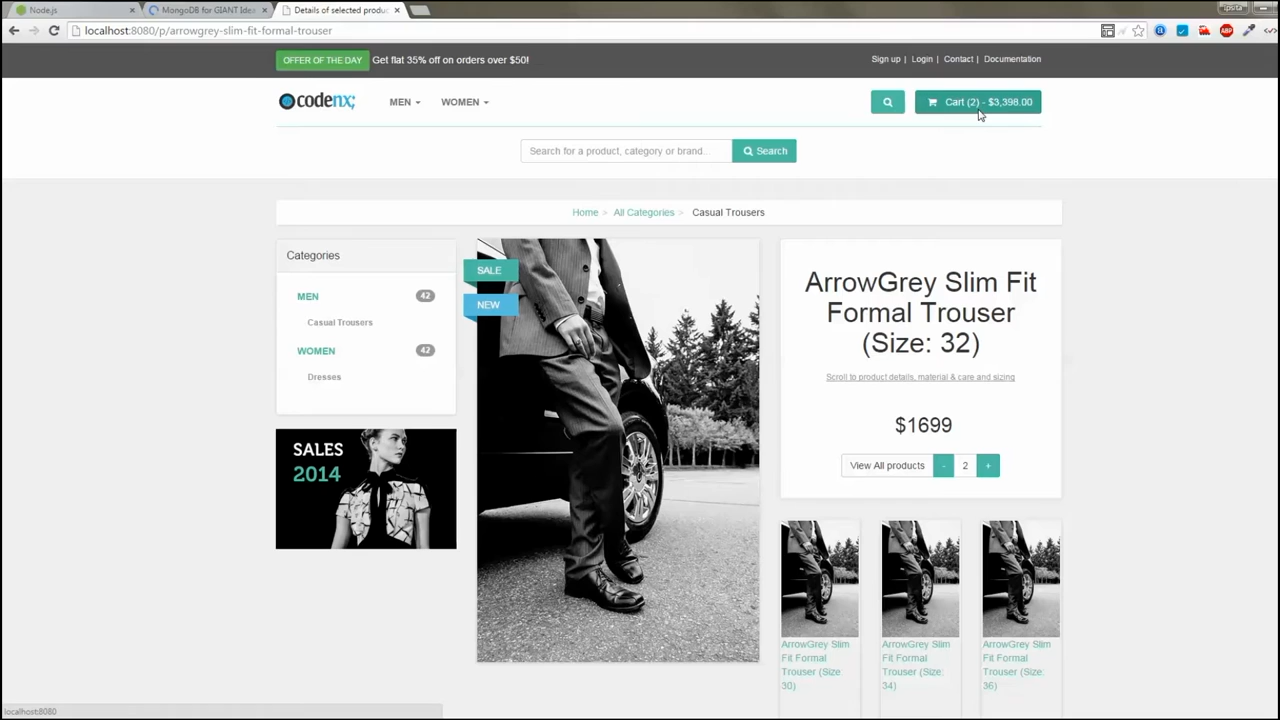 Node.js
MongoDB for GIANT Idea
Details of selected produc
ipsita
localhost:8080/p/arrowgrey-slim-fit-formal-trouser
ABP
OFFER OF THE DAY Get flat 35% off on orders over $50!
Sign up | Login | Contact | Documentation
codenx;
MEN
WOMEN
Cart (2) - $3,398.00
Search for a product, category or brand..
Search
Home > All Categories > Casual Trousers
Categories
MEN 42
Casual Trousers
WOMEN 42
Dresses
SALES
2014
SALE
NEW
ArrowGrey Slim Fit
Formal Trouser
(Size: 32)
Scroll to product details, material & care and sizing
$1699
View All products - 2 +
ArrowGrey Slim
Fit Formal
Trouser (Size:
30)
ArrowGrey Slim
Fit Formal
Trouser (Size:
34)
ArrowGrey Slim
Fit Formal
Trouser (Size:
36)
localhost:8080